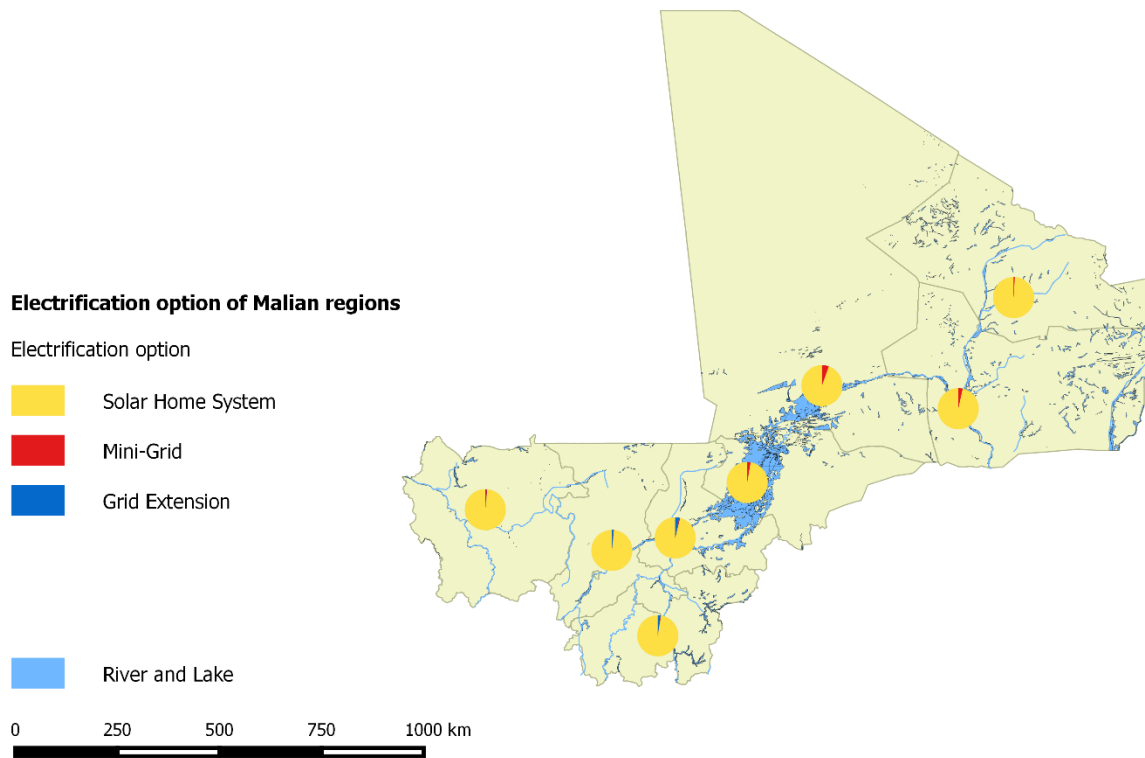 Electrification option of Malian regions
Electrification option
Solar Home System
Mini-Grid
Grid Extension
River and Lake
0 250 500 750 1000 km